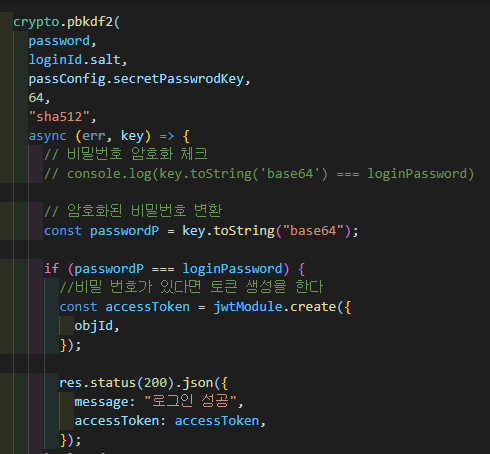 crypto.pbkdf2(
password,
loginId.salt,
passConfig.secretPasswrodKey,
64,
"sha512",
async (err, key) => {
// 비밀번호 암호화 체크
// console.log(key.toString('base64') === loginPassword)
// 암호화된 비밀번호 변환
const passwordP = key.toString("base64");
if (passwordP === loginPassword) {
//비밀 번호가 있다면 토큰 생성을 한다
const accessToken = jwtModule.create({
objId,
});
res.status(200).json({
message: "로그인 성공",
accessToken: accessToken,
});